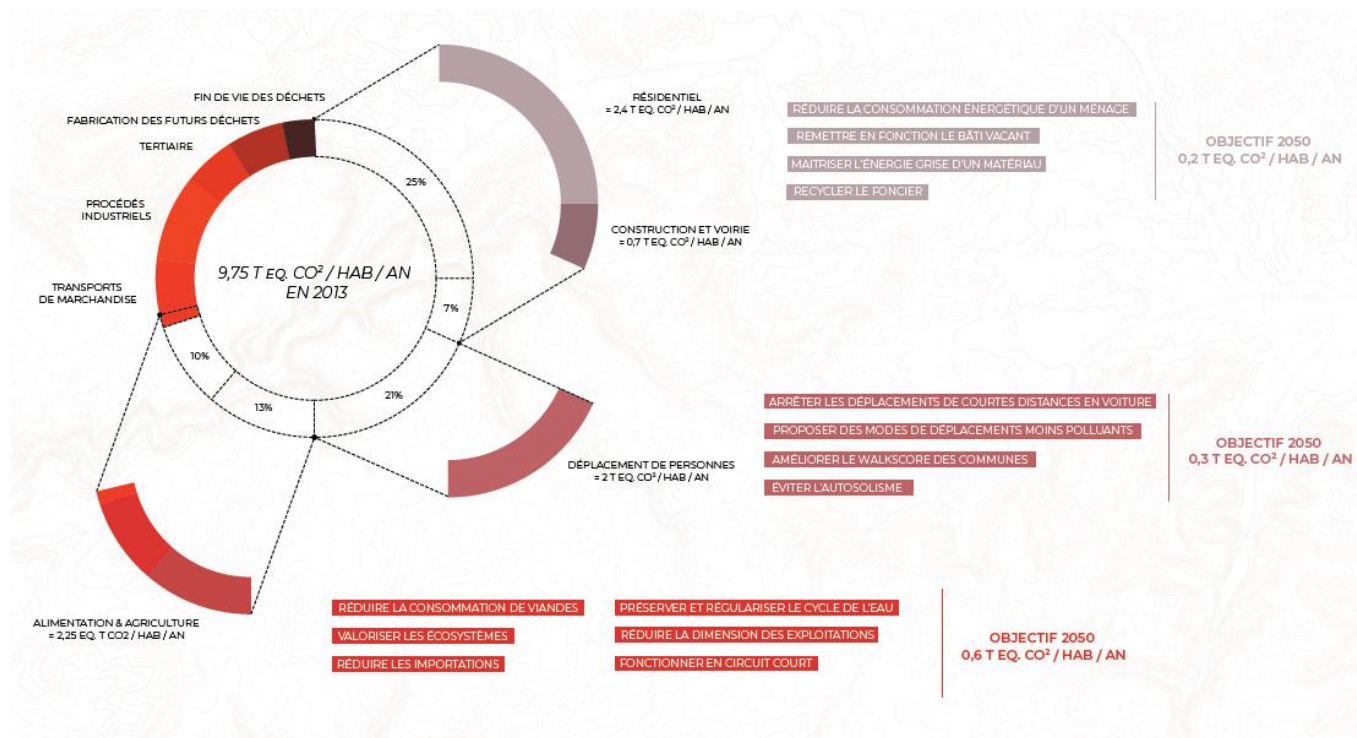 FIN DE VIE DES DÉCHETS
FABRICATION DES FUTURS DÉCHETS
TERTIAIRE
PROCÉDÉS
INDUSTRIELS
TRANSPORTS
DE MARCHANDISE
9,75 T EQ. CO² / HAB / AN
EN 2013
25%
7%
21%
13%
10%
RÉSIDENTIEL
= 2,4 T EQ. CO² / HAB / AN
CONSTRUCTION ET VOIRIE
= 0,7 T EQ. CO² / HAB / AN
RÉDUIRE LA CONSOMMATION ÉNERGÉTIQUE D'UN MÉNAGE
REMETTRE EN FONCTION LE BÂTI VACANT
MAITRISER L'ÉNERGIE GRISE D'UN MATÉRIAU
RECYCLER LE FONCIER
OBJECTIF 2050
0,2 T EQ. CO² / HAB / AN
DÉPLACEMENT DE PERSONNES
= 2 T EQ. CO² / HAB / AN
ARRÊTER LES DÉPLACEMENTS DE COURTES DISTANCES EN VOITURE
PROPOSER DES MODES DE DÉPLACEMENTS MOINS POLLUANTS
AMÉLIORER LE WALKSCORE DES COMMUNES
ÉVITER L'AUTOSOLISME
OBJECTIF 2050
0,3 T EQ. CO² / HAB / AN
ALIMENTATION & AGRICULTURE
= 2,25 EQ. T CO2 / HAB / AN
RÉDUIRE LA CONSOMMATION DE VIANDES
VALORISER LES ÉCOSYSTÈMES
RÉDUIRE LES IMPORTATIONS
PRÉSERVER ET RÉGULARISER LE CYCLE DE L'EAU
RÉDUIRE LA DIMENSION DES EXPLOITATIONS
FONCTIONNER EN CIRCUIT COURT
OBJECTIF 2050
0,6 T EQ. CO² / HAB / AN